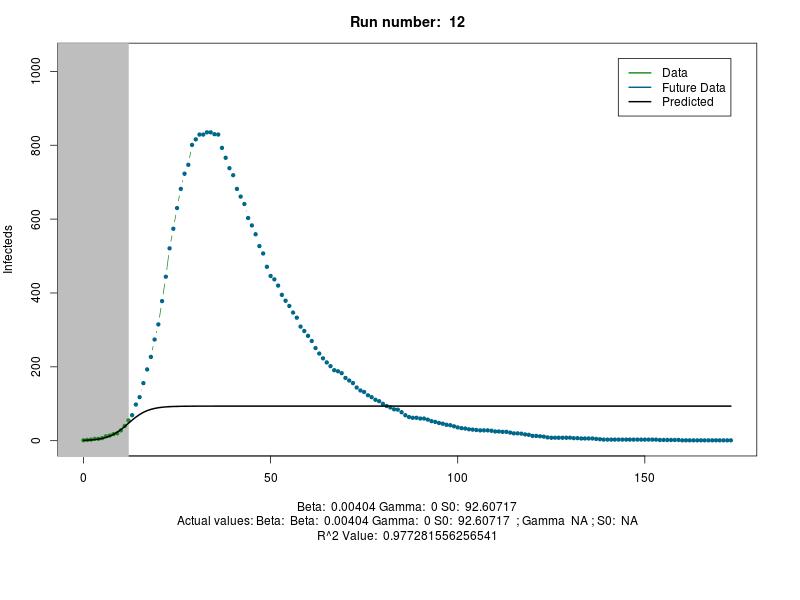 Run number: 12
1000
800
600
400
200
0
Infecteds
Data
Future Data
Predicted
0 50 100 150
Beta: 0.00404 Gamma: 0 S0: 92.60717
Actual values: Beta: Beta: 0.00404 Gamma: 0 S0: 92.60717 ; Gamma NA ; S0: NA
R^2 Value: 0.977281556256541